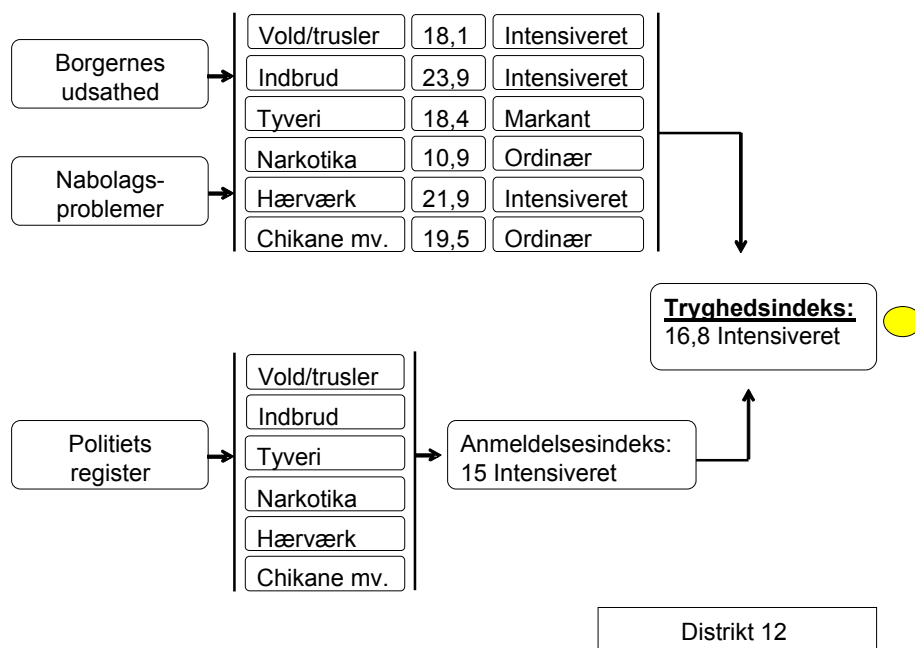 Borgernes
udsathed
Nabolags-
problemer
Vold/trusler 18,1 Intensiveret
Indbrud 23,9 Intensiveret
Tyveri 18,4 Markant
Narkotika 10,9 Ordinær
Hærværk 21,9 Intensiveret
Chikane mv. 19,5 Ordinær
Tryghedsindeks:
16,8 Intensiveret
Politiets
register
Vold/trusler
Indbrud
Tyveri
Narkotika
Hærværk
Chikane mv.
Anmeldelsesindeks:
15 Intensiveret
Distrikt 12